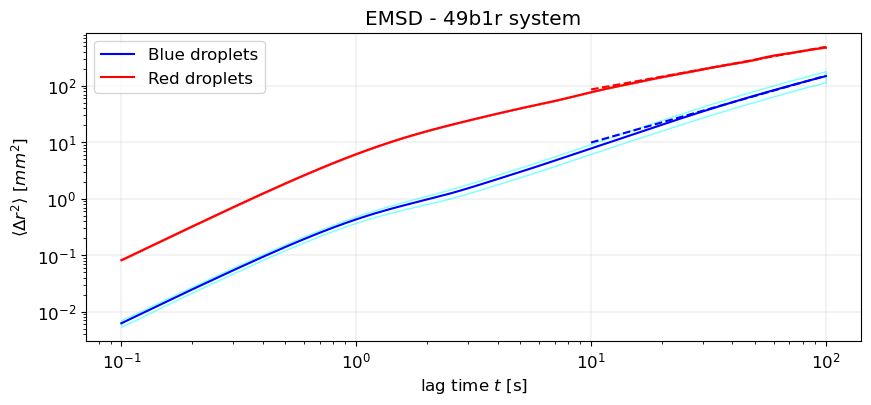 EMSD - 49b1r system
Blue droplets
Red droplets
10²
10¹
10⁰
10⁻¹
10⁻²
⟨Δr²⟩ [mm²]
10⁻¹ 10⁰ 10¹ 10²
lag time t [s]